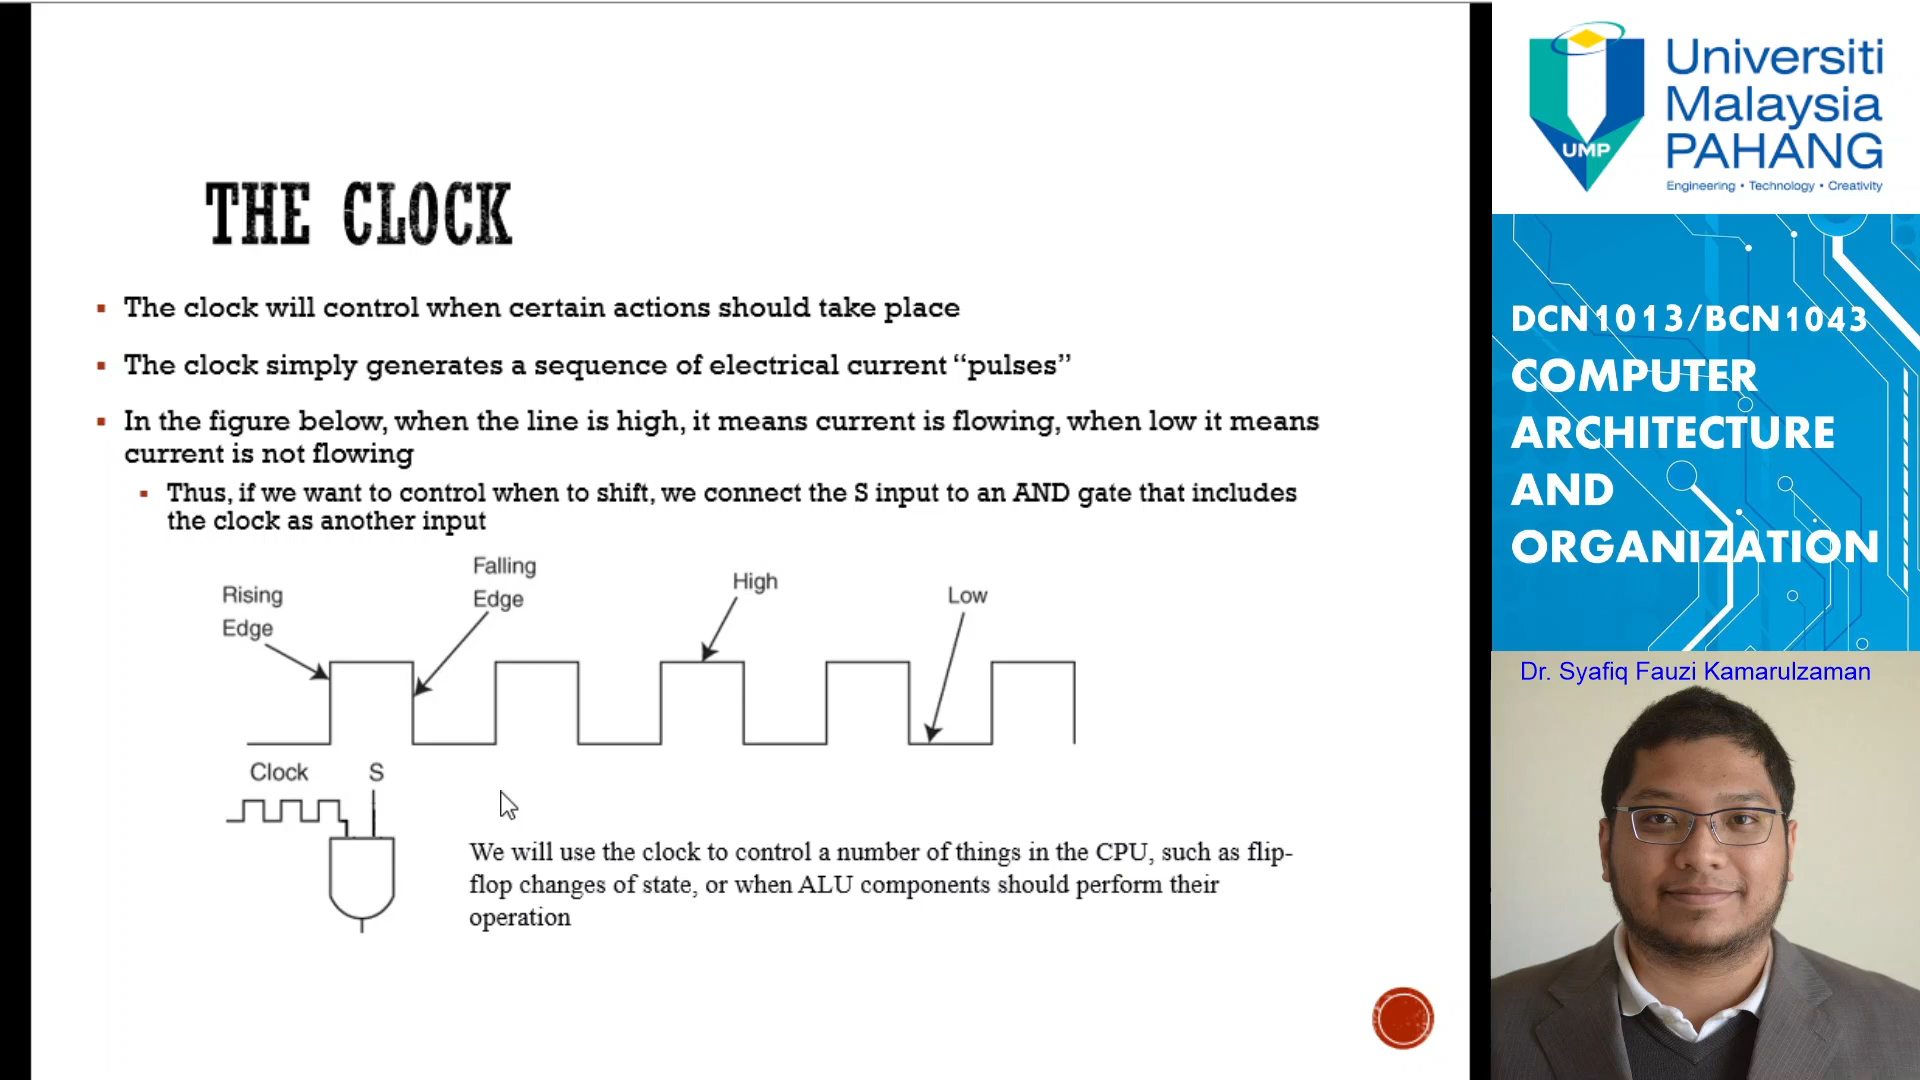 THE CLOCK
▪ The clock will control when certain actions should take place
▪ The clock simply generates a sequence of electrical current “pulses”
▪ In the figure below, when the line is high, it means current is flowing, when low it means
current is not flowing
▪ Thus, if we want to control when to shift, we connect the S input to an AND gate that includes
the clock as another input
Rising
Edge
Falling
Edge
High
Low
Clock
S
We will use the clock to control a number of things in the CPU, such as flip-
flop changes of state, or when ALU components should perform their
operation
UMP
Universiti
Malaysia
PAHANG
Engineering • Technology • Creativity
DCN1013/BCN1043
COMPUTER
ARCHITECTURE
AND
ORGANIZATION
Dr. Syafiq Fauzi Kamarulzaman